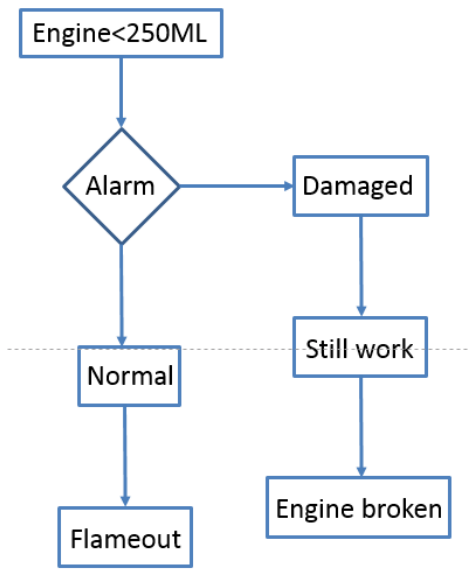 Engine<250ML
Alarm
Damaged
Still work
Normal
Engine broken
Flameout